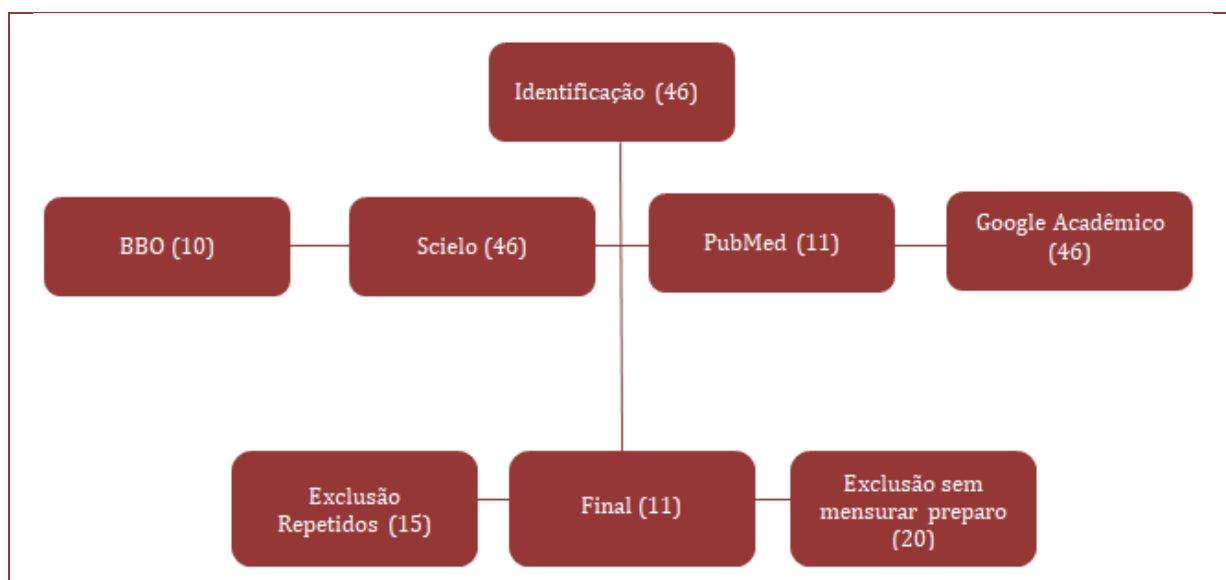 Identificação (46)
BBO (10)
Scielo (46)
PubMed (11)
Google Acadêmico
(46)
Exclusão
Repetidos (15)
Final (11)
Exclusão sem
mensurar preparo
(20)